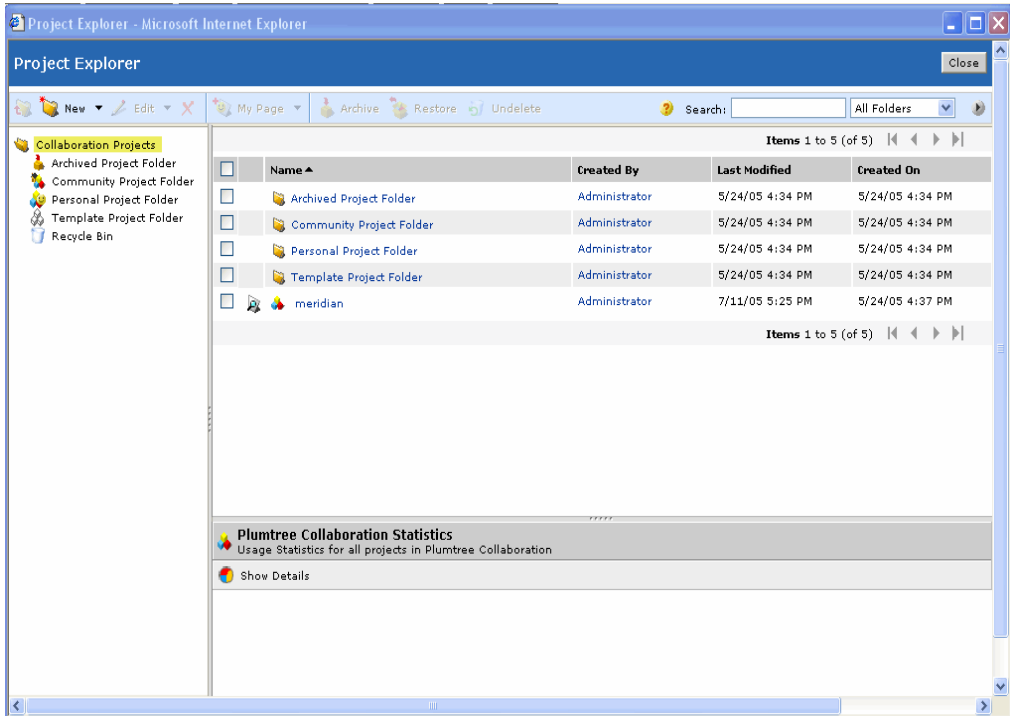 Project Explorer - Microsoft Internet Explorer
Project Explorer
Close
New Edit My Page Archive Restore Undelete Search: All Folders
Collaboration Projects
Archived Project Folder
Community Project Folder
Personal Project Folder
Template Project Folder
Recycle Bin
Items 1 to 5 (of 5)
Name Created By Last Modified Created On
Archived Project Folder Administrator 5/24/05 4:34 PM 5/24/05 4:34 PM
Community Project Folder Administrator 5/24/05 4:34 PM 5/24/05 4:34 PM
Personal Project Folder Administrator 5/24/05 4:34 PM 5/24/05 4:34 PM
Template Project Folder Administrator 5/24/05 4:34 PM 5/24/05 4:34 PM
meridian Administrator 7/11/05 5:25 PM 5/24/05 4:37 PM
Items 1 to 5 (of 5)
Plumtree Collaboration Statistics
Usage Statistics for all projects in Plumtree Collaboration
Show Details